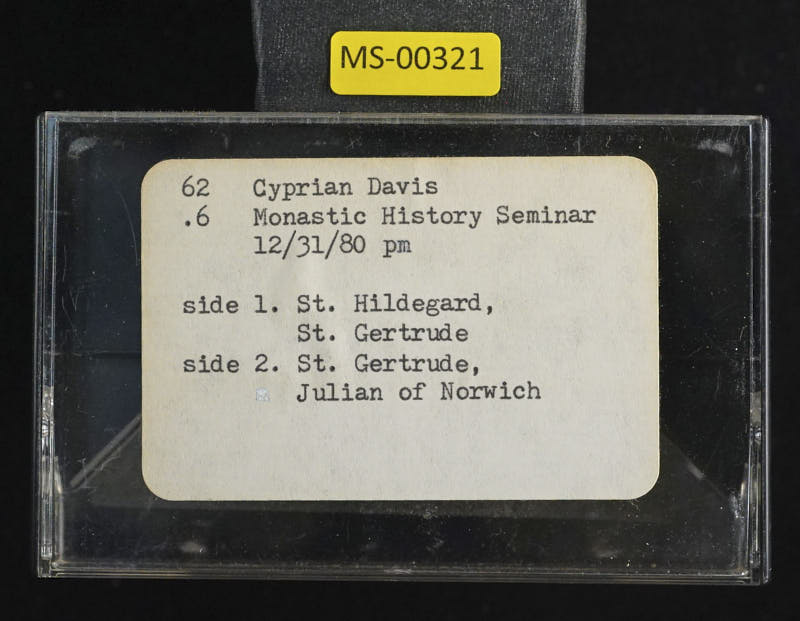 MS-00321
62 Cyprian Davis
.6 Monastic History Seminar
12/31/80 pm
side 1. St. Hildegard,
St. Gertrude
side 2. St. Gertrude,
Julian of Norwich